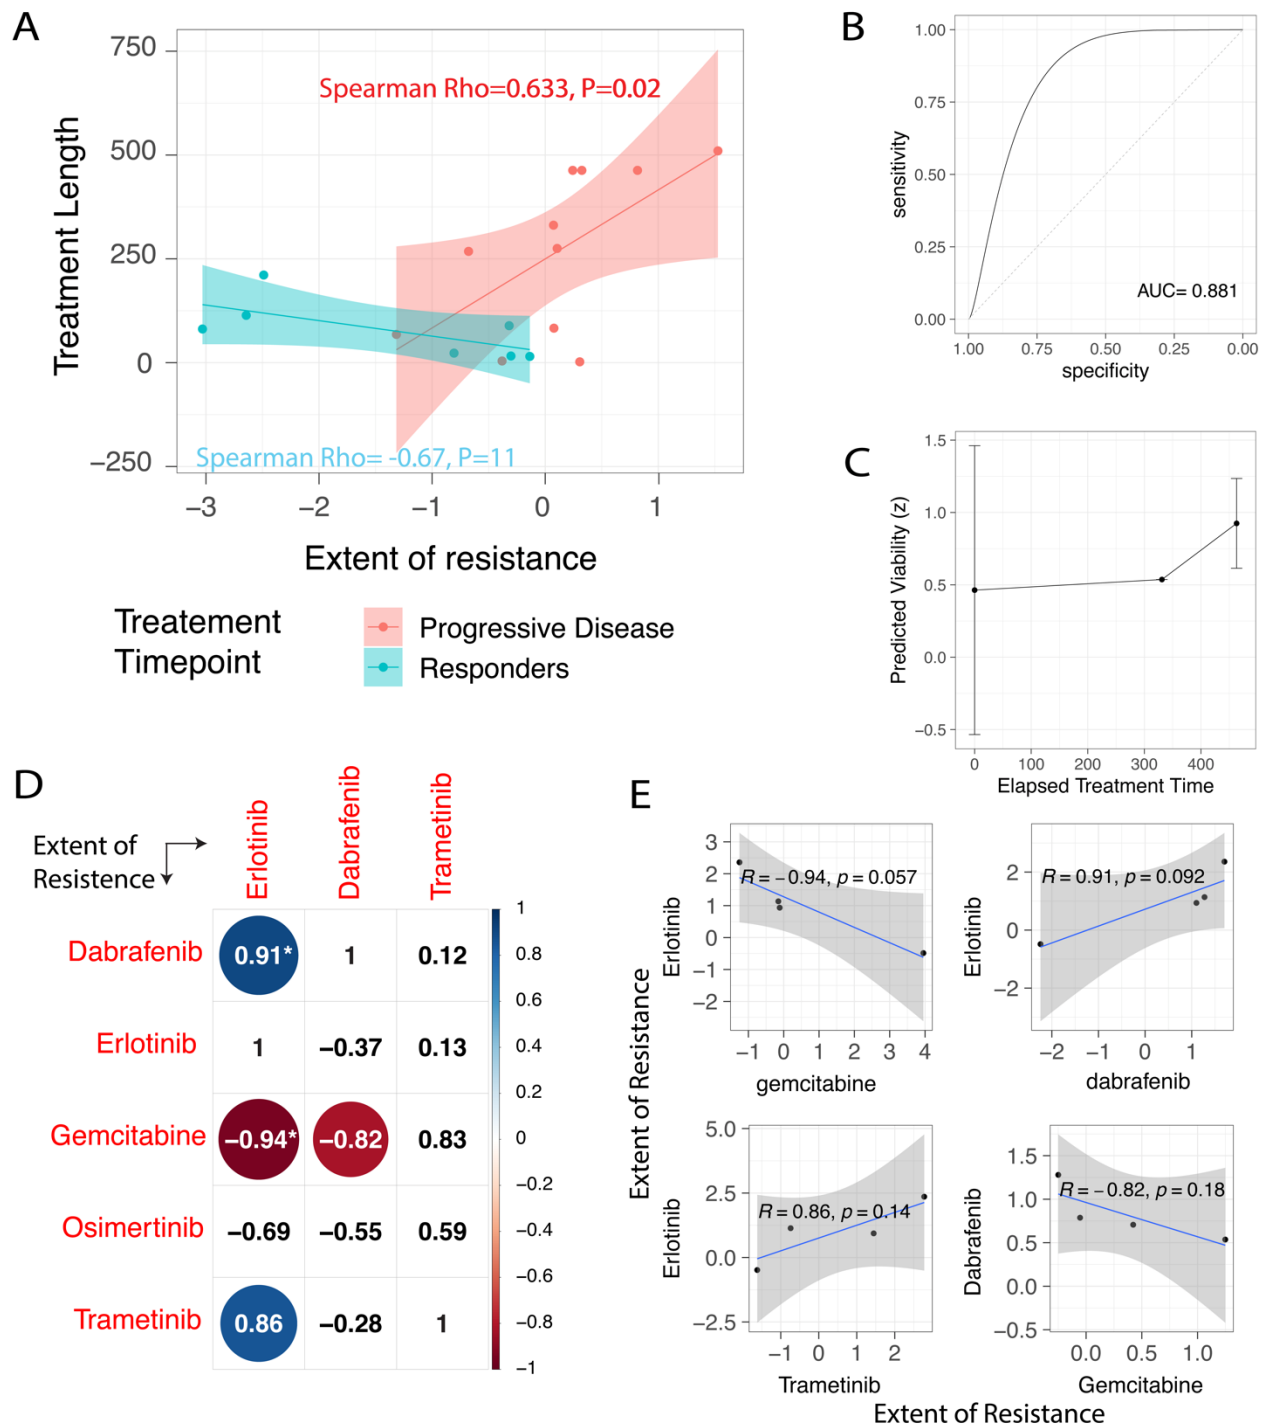 A
750
500
250
0
−250
Treatment Length
Spearman Rho=0.633, P=0.02
Spearman Rho= -0.67, P=11
−3 −2 −1 0 1
Extent of resistance
Treatement
Timepoint
Progressive Disease
Responders
B
1.00
0.75
0.50
0.25
0.00
sensitivity
AUC= 0.881
1.00 0.75 0.50 0.25 0.00
specificity
C
1.5
1.0
0.5
0.0
−0.5
Predicted Viability (z)
0 100 200 300 400
Elapsed Treatment Time
D
Extent of
Resistence
Erlotinib
Dabrafenib
Trametinib
Dabrafenib 0.91* 1 0.12
Erlotinib 1 −0.37 0.13
Gemcitabine −0.94* −0.82 0.83
Osimertinib −0.69 −0.55 0.59
Trametinib 0.86 −0.28 1
1
0.8
0.6
0.4
0.2
0
−0.2
−0.4
−0.6
−0.8
−1
E
Extent of Resistance
3
2
1
0
−1
−2
Erlotinib
R = −0.94, p = 0.057
−1 0 1 2 3 4
gemcitabine
2
0
−2
Erlotinib
R = 0.91, p = 0.092
−2 −1 0 1
dabrafenib
5.0
2.5
0.0
−2.5
Erlotinib
R = 0.86, p = 0.14
−1 0 1 2
Trametinib
1.5
1.0
0.5
0.0
−0.5
Dabrafenib
R = −0.82, p = 0.18
0.0 0.5 1.0
Gemcitabine
Extent of Resistance